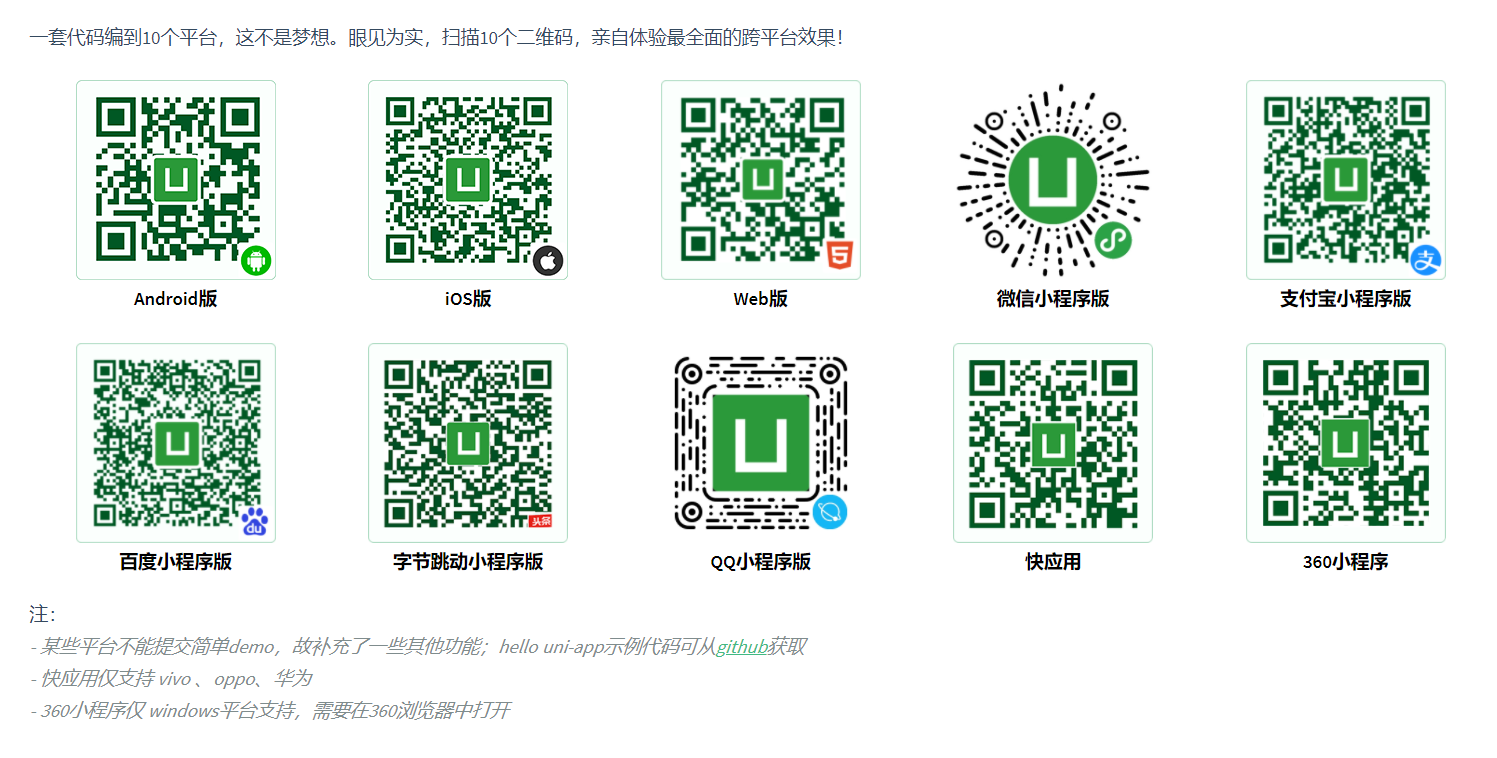 一套代码编到10个平台，这不是梦想。眼见为实，扫描10个二维码，亲自体验最全面的跨平台效果！
Android版
iOS版
Web版
微信小程序版
支付宝小程序版
百度小程序版
字节跳动小程序版
QQ小程序版
快应用
360小程序
支
du
头条
注：
- 某些平台不能提交简单demo，故补充了一些其他功能；hello uni-app示例代码可从github获取
- 快应用仅支持 vivo 、oppo、华为
- 360小程序仅 windows平台支持，需要在360浏览器中打开